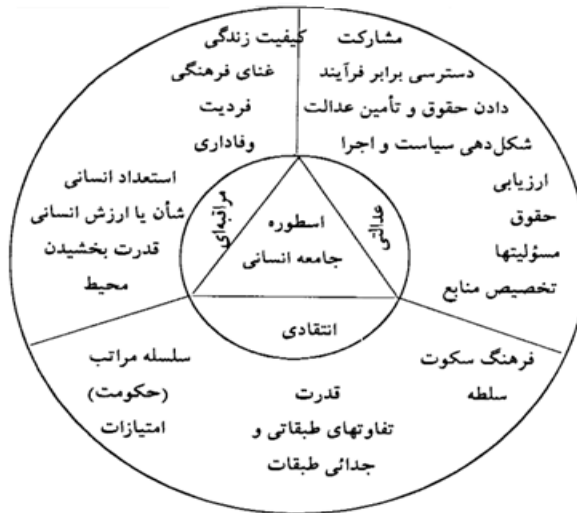 مشارکت
دسترسی برابر فرآیند
دادن حقوق و تأمین عدالت
شکل‌دهی سیاست و اجرا
ارزیابی
حقوق
مسؤلیتها
تخصیص منابع
کیفیت زندگی
غنای فرهنگی
فردیت
وفاداری
استعداد انسانی
شأن یا ارزش انسانی
قدرت بخشیدن
محیط
عدالتی
مراقبه‌ای
اسطوره
جامعه انسانی
انتقادی
فرهنگ سکوت
سلطه
قدرت
تفاوتهای طبقاتی و
جدائی طبقات
سلسله مراتب
(حکومت)
امتیازات